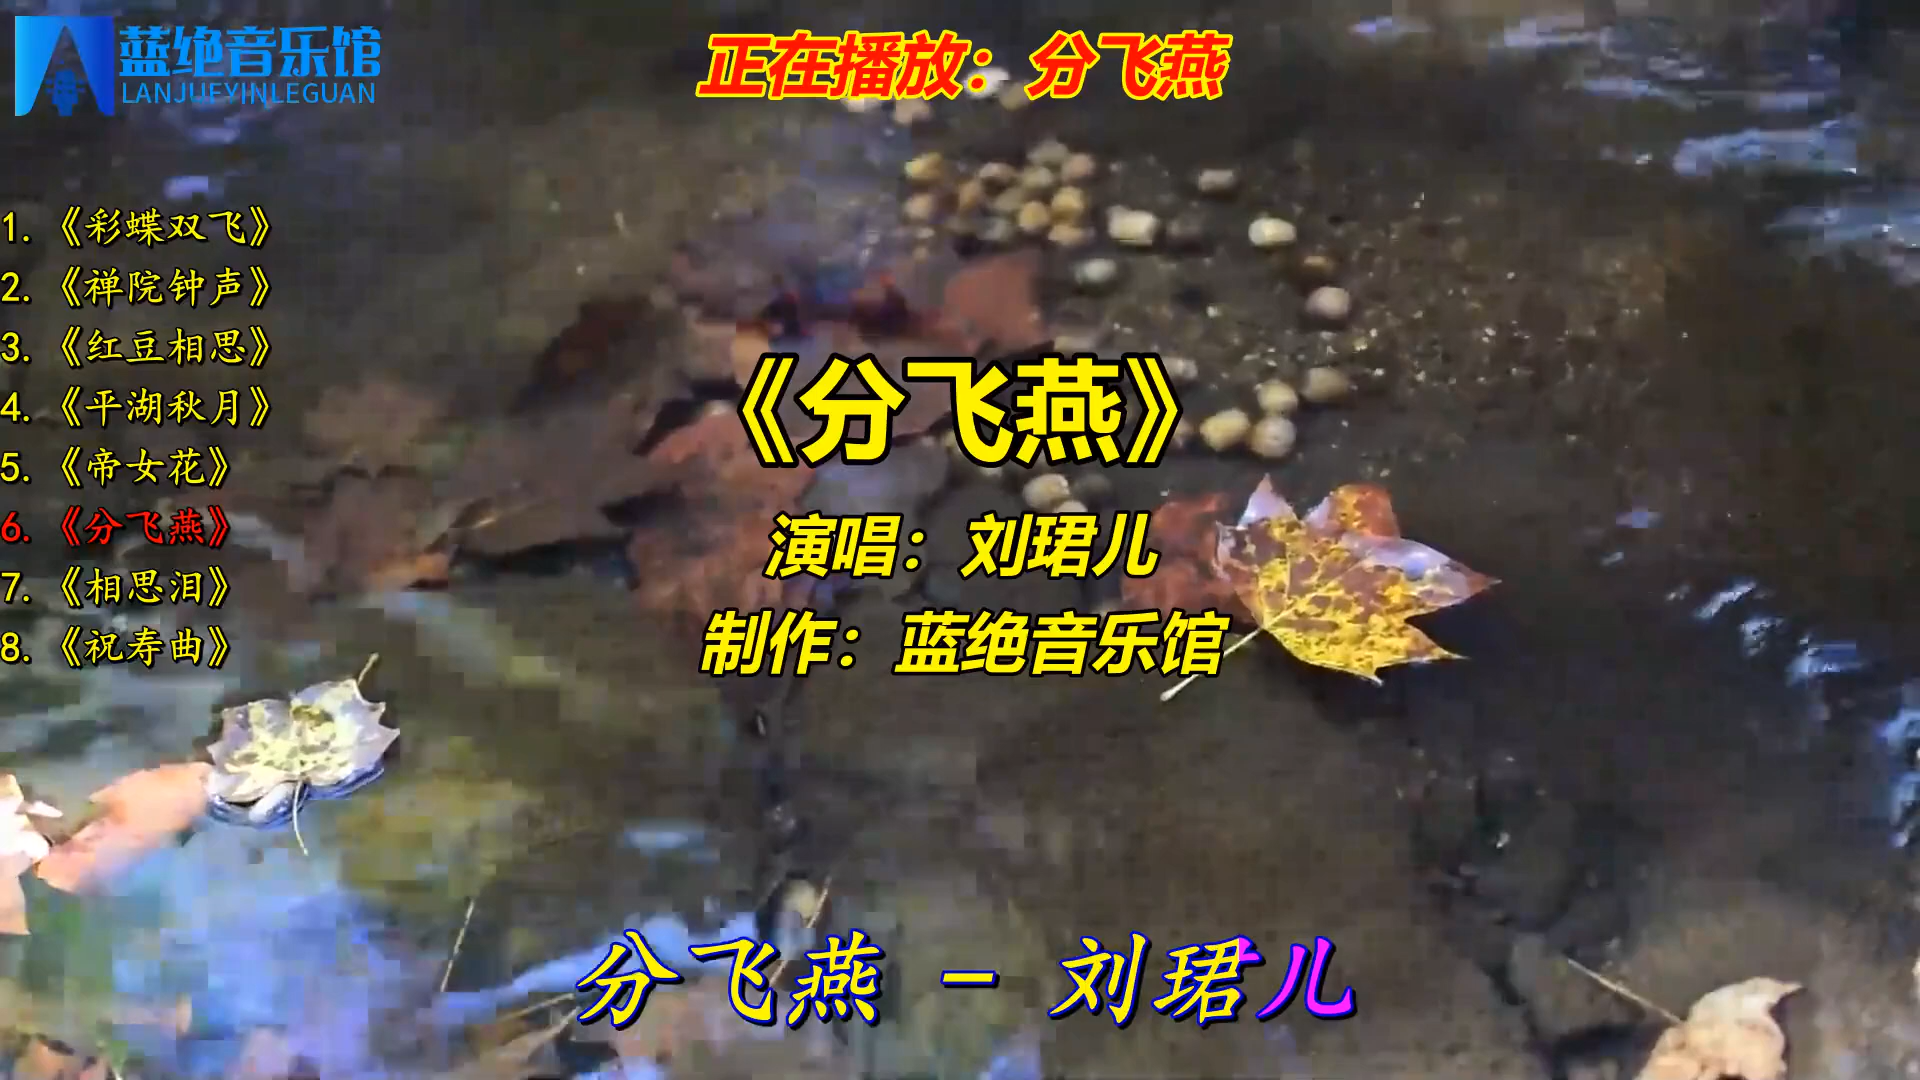 蓝绝音乐馆
LANJUEYINLEGUAN
正在播放：分飞燕
1.《彩蝶双飞》
2.《禅院钟声》
3.《红豆相思》
4.《平湖秋月》
5.《帝女花》
6.《分飞燕》
7.《相思泪》
8.《祝寿曲》
《分飞燕》
演唱：刘珺儿
制作：蓝绝音乐馆
分飞燕 - 刘珺儿